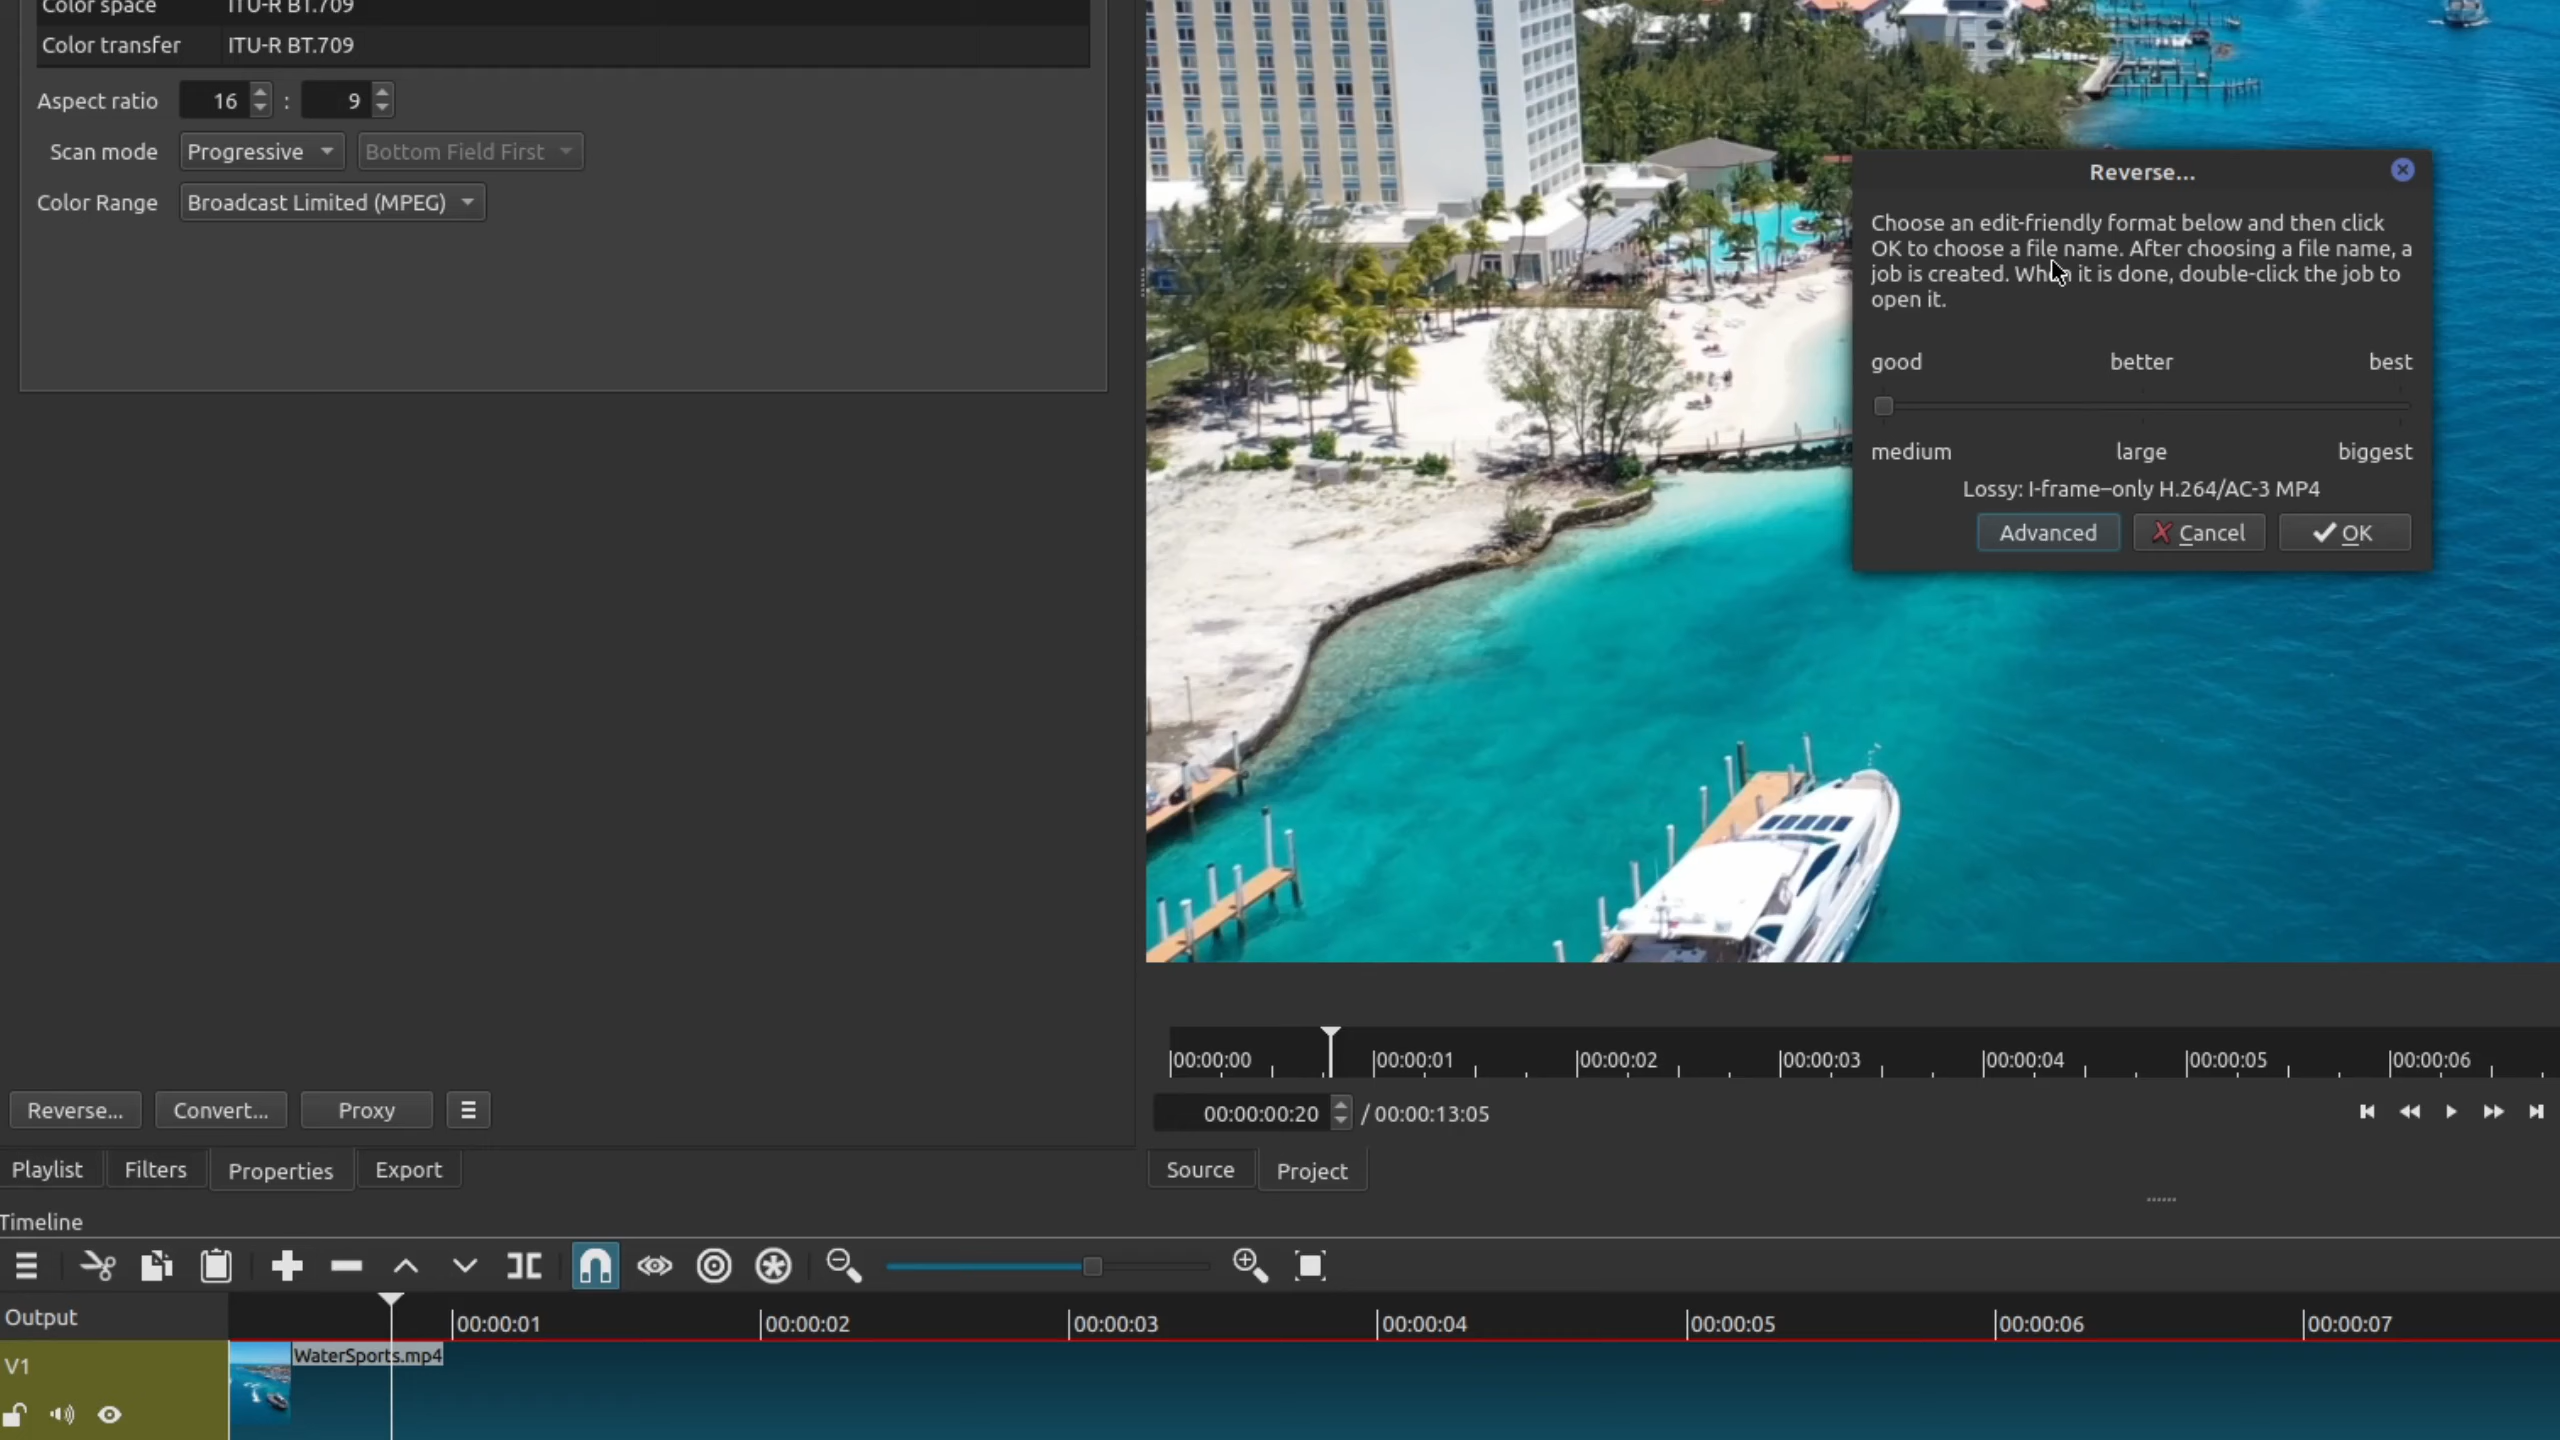 Color space ITU-R BT.709
Color transfer ITU-R BT.709
Aspect ratio 16 : 9
Scan mode Progressive Bottom Field First
Color Range Broadcast Limited (MPEG)
Reverse...
Choose an edit-friendly format below and then click
OK to choose a file name. After choosing a file name, a
job is created. When it is done, double-click the job to
open it.
good better best
medium large biggest
Lossy: I-frame–only H.264/AC-3 MP4
Advanced Cancel OK
00:00:00 00:00:01 00:00:02 00:00:03 00:00:04 00:00:05 00:00:06
Reverse... Convert... Proxy
00:00:00:20 / 00:00:13:05
Playlist Filters Properties Export
Source Project
Timeline
Output
00:00:01 00:00:02 00:00:03 00:00:04 00:00:05 00:00:06 00:00:07
V1
WaterSports.mp4